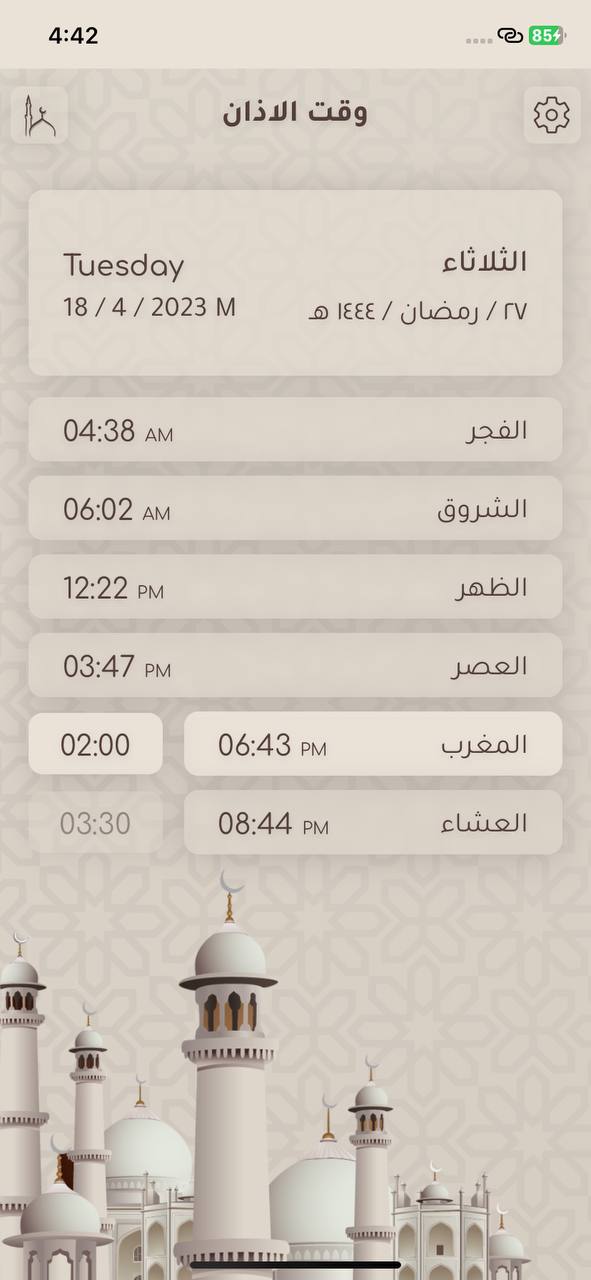 4:42
85
وقت الاذان
Tuesday
الثلاثاء
18 / 4 / 2023 M
٢٧ / رمضان / ١٤٤٤ هـ
04:38 AM الفجر
06:02 AM الشروق
12:22 PM الظهر
03:47 PM العصر
02:00 06:43 PM المغرب
03:30 08:44 PM العشاء